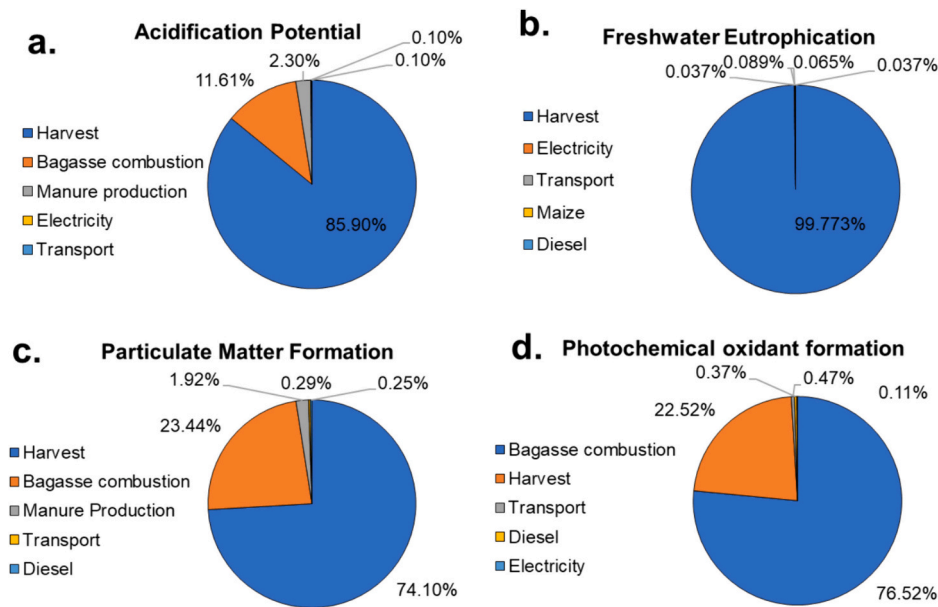 a.
Acidification Potential
0.10%
2.30%
0.10%
11.61%
Harvest
Bagasse combustion
Manure production
Electricity
Transport
85.90%
b.
Freshwater Eutrophication
0.089%
0.065%
0.037%
0.037%
Harvest
Electricity
Transport
Maize
Diesel
99.773%
c.
Particulate Matter Formation
1.92%
0.29%
0.25%
23.44%
Harvest
Bagasse combustion
Manure Production
Transport
Diesel
74.10%
d.
Photochemical oxidant formation
0.37%
0.47%
0.11%
22.52%
Bagasse combustion
Harvest
Transport
Diesel
Electricity
76.52%